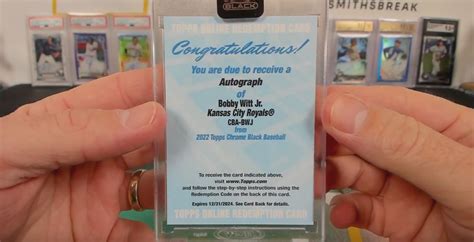 SMITHSBREAK
BLACK
TOPPS ONLINE REDEMPTION CARD
Congratulations!
You are due to receive a
Autograph
of
Bobby Witt Jr.
Kansas City Royals®
CBA-BWJ
from
2022 Topps Chrome Black Baseball
To receive the card indicated above,
visit www.Topps.com
and follow the step-by-step instructions using the
Redemption Code on the back of this card.
Expires 12/31/2024. See Card Back for details.
TOPPS ONLINE REDEMPTION CARD